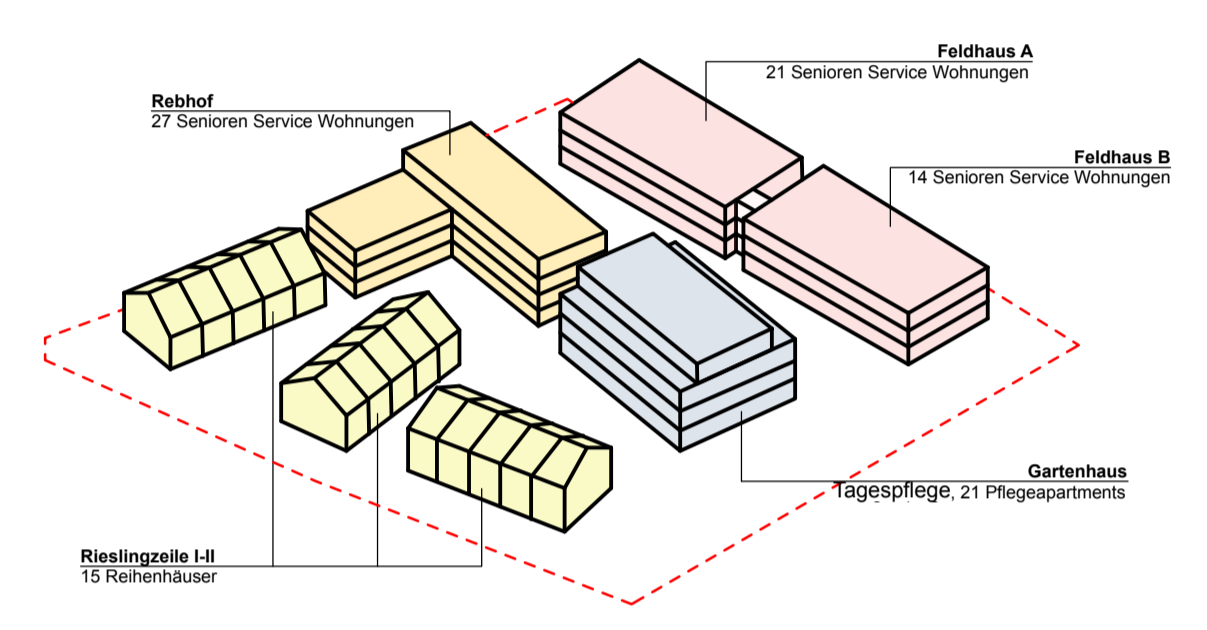 Feldhaus A
21 Senioren Service Wohnungen
Rebhof
27 Senioren Service Wohnungen
Feldhaus B
14 Senioren Service Wohnungen
Gartenhaus
Tagespflege, 21 Pflegeapartments
Rieslingzeile I-II
15 Reihenhäuser